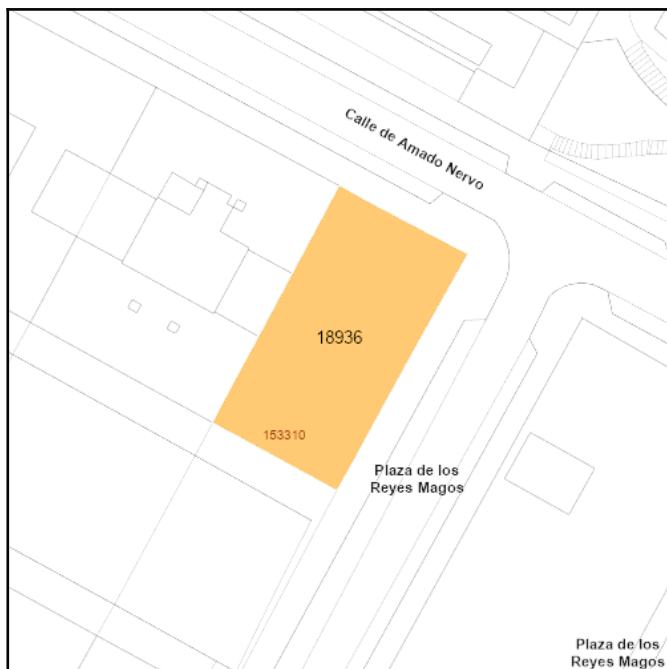 Calle de Amado Nervo
18936
153310
Plaza de los
Reyes Magos
Plaza de los
Reyes Magos